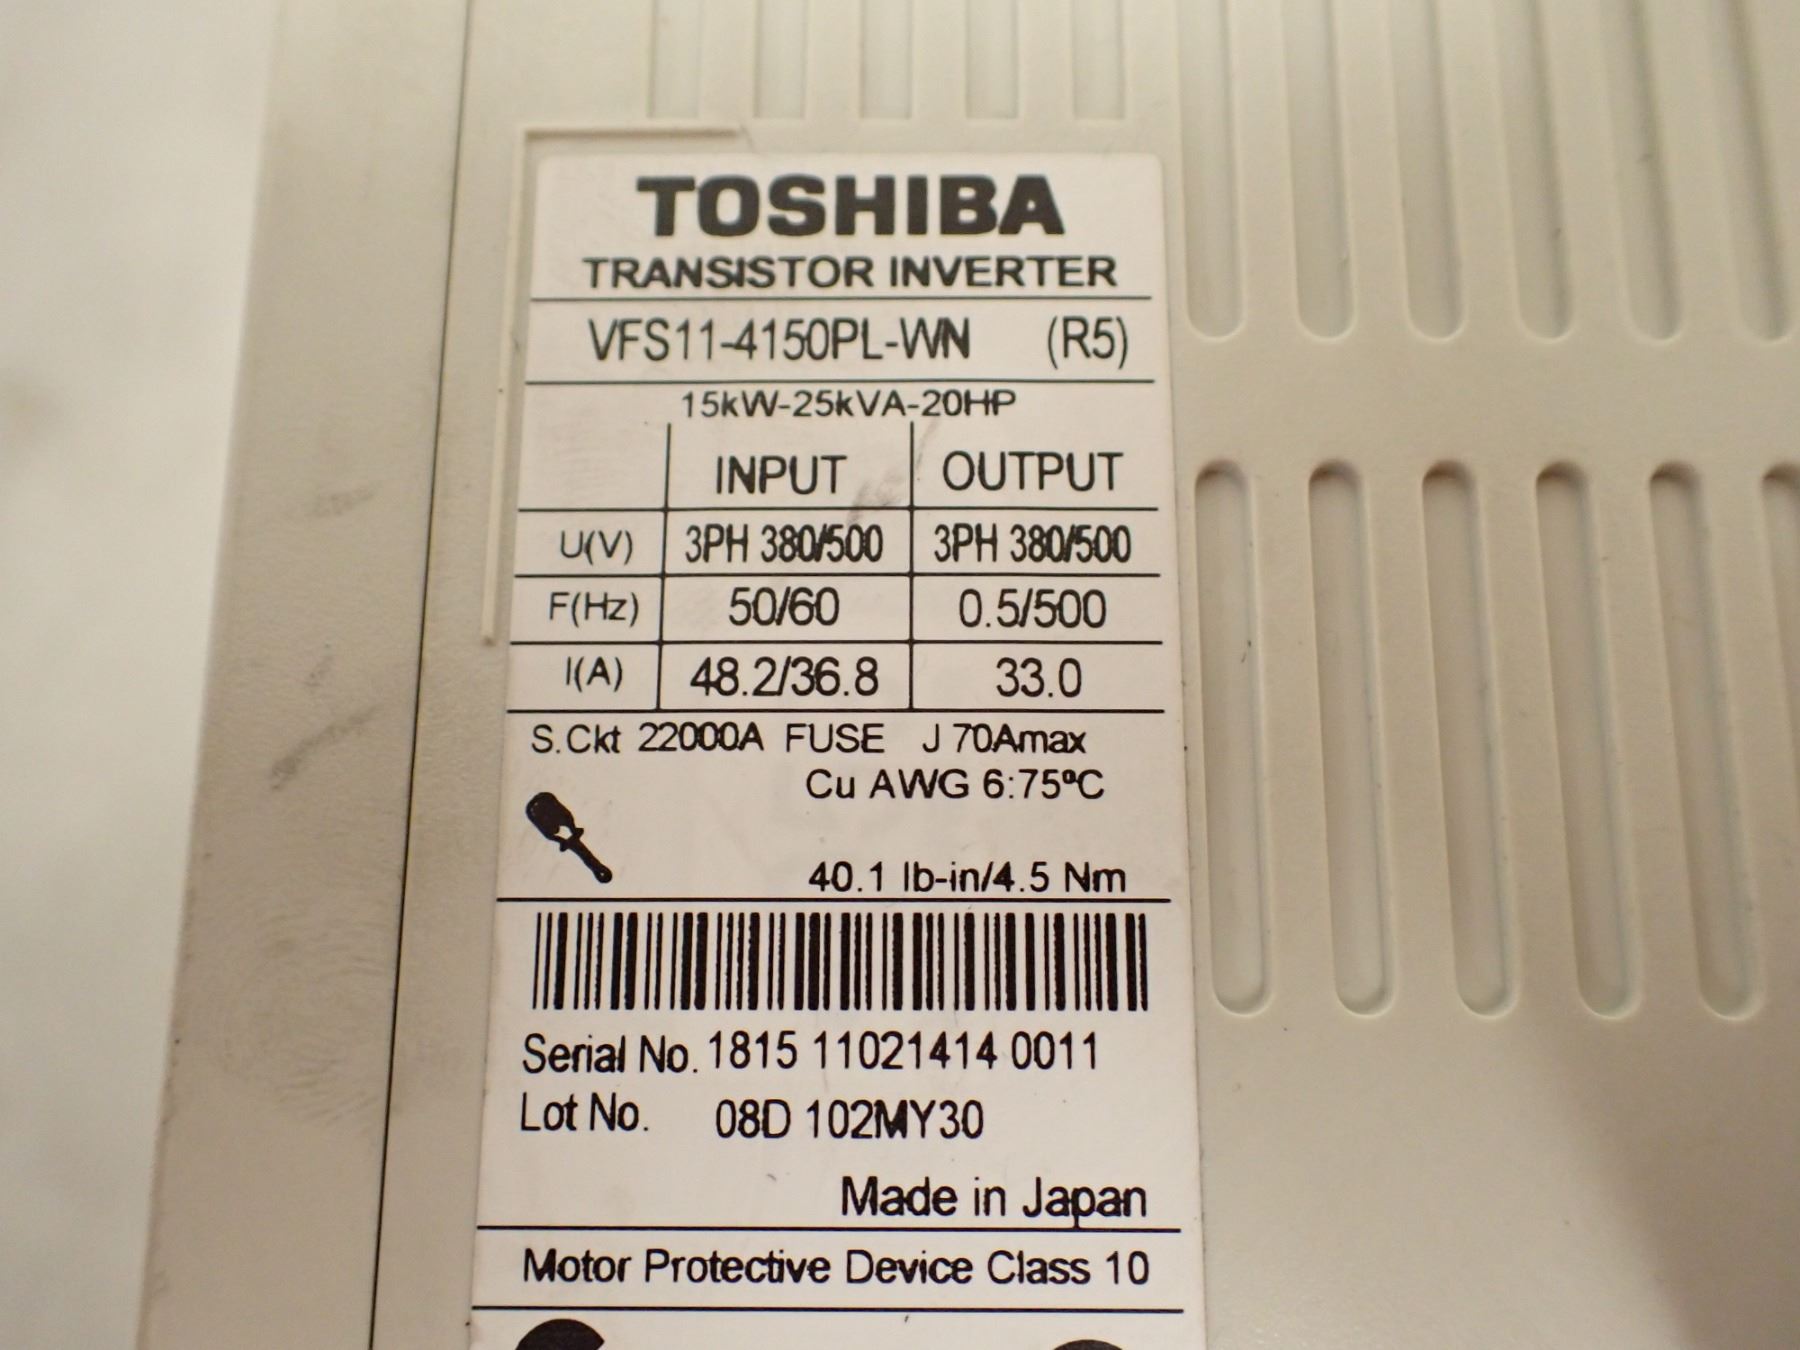 TOSHIBA
TRANSISTOR INVERTER
VFS11-4150PL-WN (R5)
15kW-25kVA-20HP
INPUT OUTPUT
U(V) 3PH 380/500 3PH 380/500
F(Hz) 50/60 0.5/500
I(A) 48.2/36.8 33.0
S.Ckt 22000A FUSE J 70Amax
Cu AWG 6:75ºC
40.1 lb-in/4.5 Nm
Serial No. 1815 11021414 0011
Lot No. 08D 102MY30
Made in Japan
Motor Protective Device Class 10